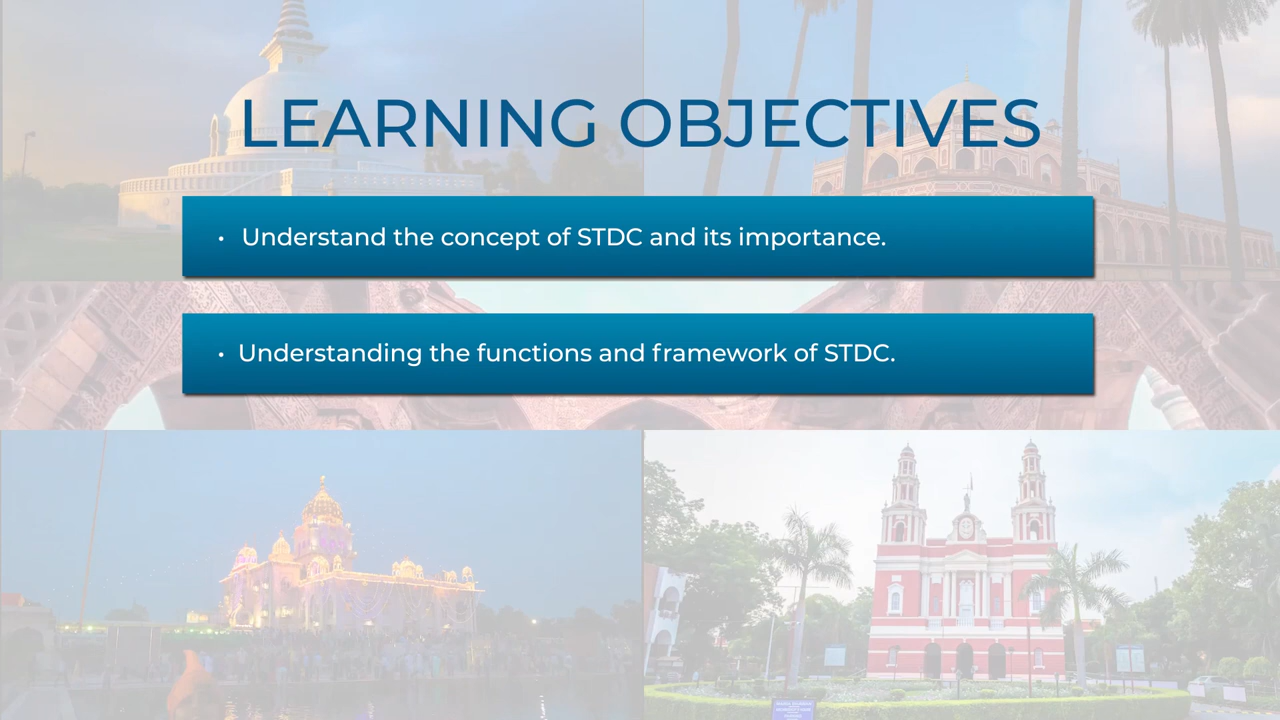 LEARNING OBJECTIVES
• Understand the concept of STDC and its importance.
• Understanding the functions and framework of STDC.